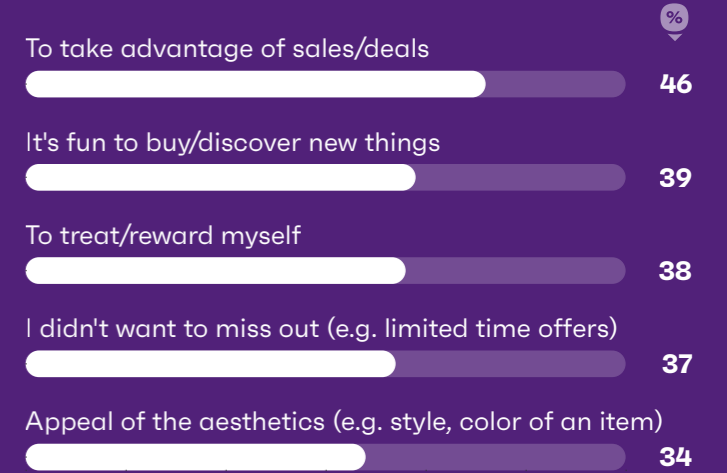 %
To take advantage of sales/deals
46
It's fun to buy/discover new things
39
To treat/reward myself
38
I didn't want to miss out (e.g. limited time offers)
37
Appeal of the aesthetics (e.g. style, color of an item)
34